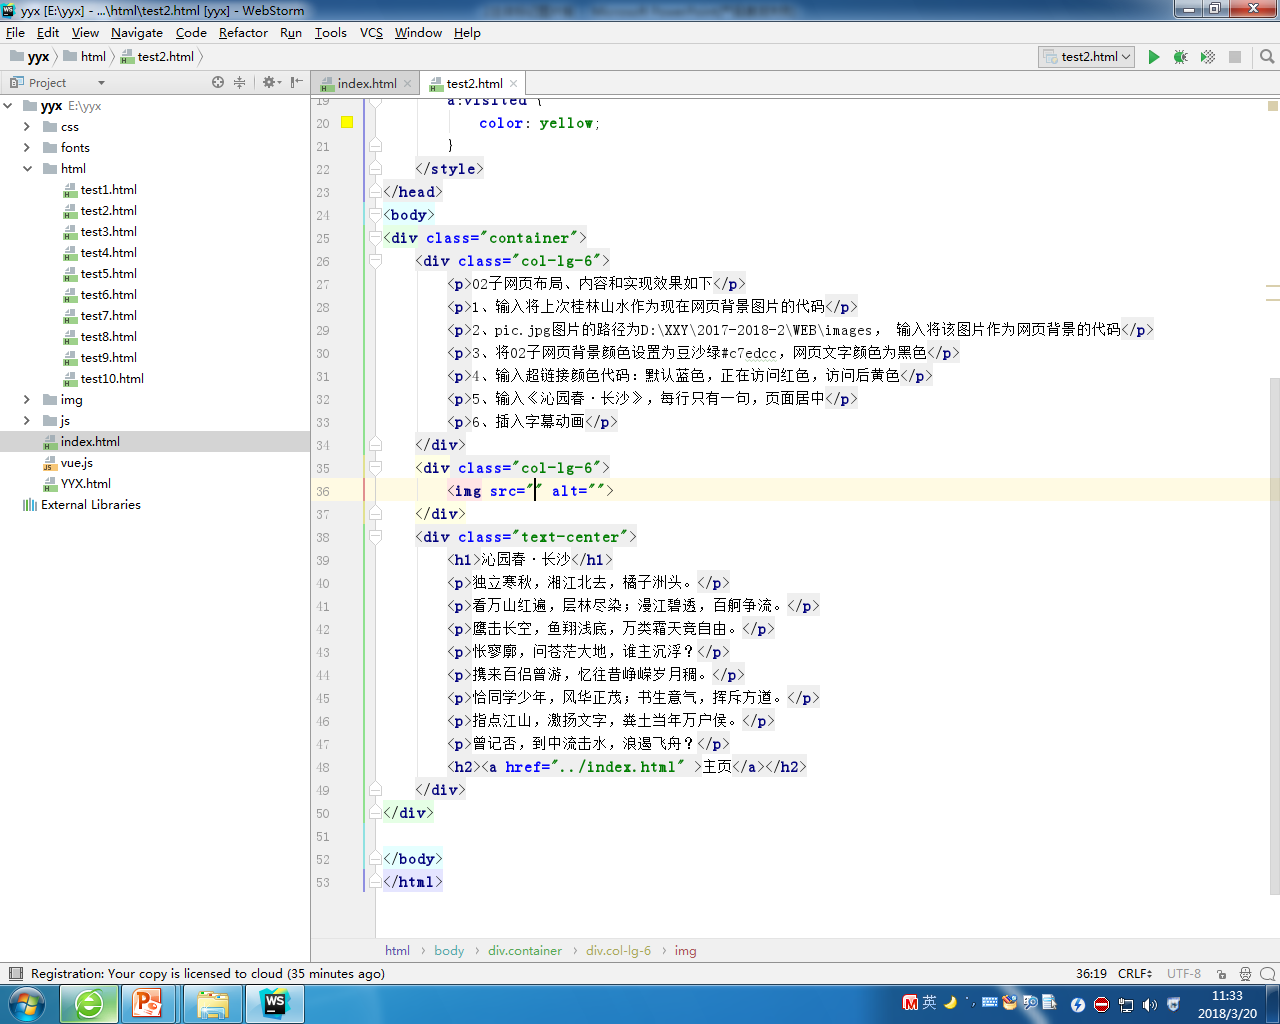 yyx [E:\yyx] - ...\html\test2.html [yyx] - WebStorm
File Edit View Navigate Code Refactor Run Tools VCS Window Help
yyx html test2.html
test2.html
Project
index.html test2.html
yyx E:\yyx
css
fonts
html
test1.html
test2.html
test3.html
test4.html
test5.html
test6.html
test7.html
test8.html
test9.html
test10.html
img
js
index.html
vue.js
YYX.html
External Libraries
19 a:visited {
20 color: yellow;
21 }
22 </style>
23 </head>
24 <body>
25 <div class="container">
26 <div class="col-lg-6">
27 <p>02子网页布局、内容和实现效果如下</p>
28 <p>1、输入将上次桂林山水作为现在网页背景图片的代码</p>
29 <p>2、pic.jpg图片的路径为D:\XXY\2017-2018-2\WEB\images， 输入将该图片作为网页背景的代码</p>
30 <p>3、将02子网页背景颜色设置为豆沙绿#c7edcc，网页文字颜色为黑色</p>
31 <p>4、输入超链接颜色代码：默认蓝色，正在访问红色，访问后黄色</p>
32 <p>5、输入《沁园春·长沙》，每行只有一句，页面居中</p>
33 <p>6、插入字幕动画</p>
34 </div>
35 <div class="col-lg-6">
36 <img src="" alt="">
37 </div>
38 <div class="text-center">
39 <h1>沁园春·长沙</h1>
40 <p>独立寒秋，湘江北去，橘子洲头。</p>
41 <p>看万山红遍，层林尽染；漫江碧透，百舸争流。</p>
42 <p>鹰击长空，鱼翔浅底，万类霜天竞自由。</p>
43 <p>怅寥廓，问苍茫大地，谁主沉浮？</p>
44 <p>携来百侣曾游，忆往昔峥嵘岁月稠。</p>
45 <p>恰同学少年，风华正茂；书生意气，挥斥方遒。</p>
46 <p>指点江山，激扬文字，粪土当年万户侯。</p>
47 <p>曾记否，到中流击水，浪遏飞舟？</p>
48 <h2><a href="../index.html" >主页</a></h2>
49 </div>
50 </div>
51
52 </body>
53 </html>
html body div.container div.col-lg-6 img
Registration: Your copy is licensed to cloud (35 minutes ago)
36:19 CRLF UTF-8
英
11:33
2018/3/20